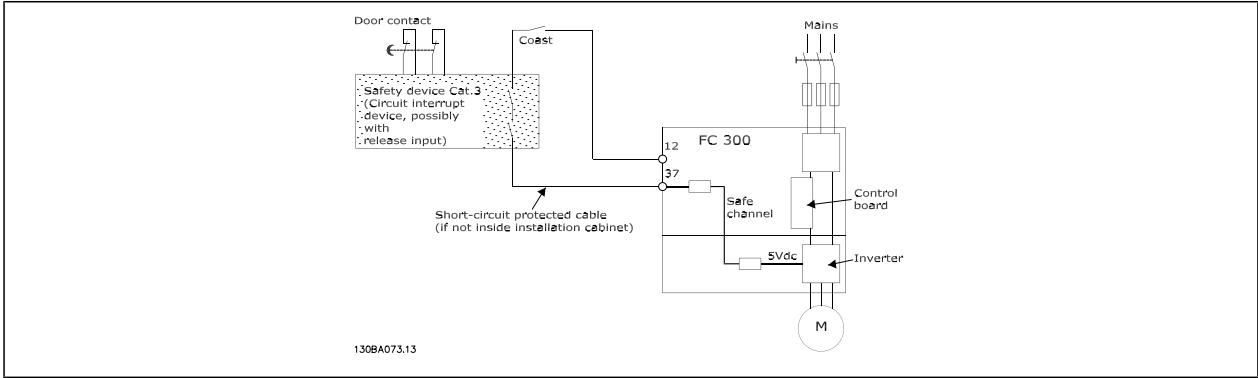 Door contact
Mains
Coast
Safety device Cat.3
(Circuit interrupt
device, possibly
with
release input)
12
FC 300
37
Safe
channel
Control
board
Short-circuit protected cable
(if not inside installation cabinet)
5Vdc
Inverter
M
130BA073.13